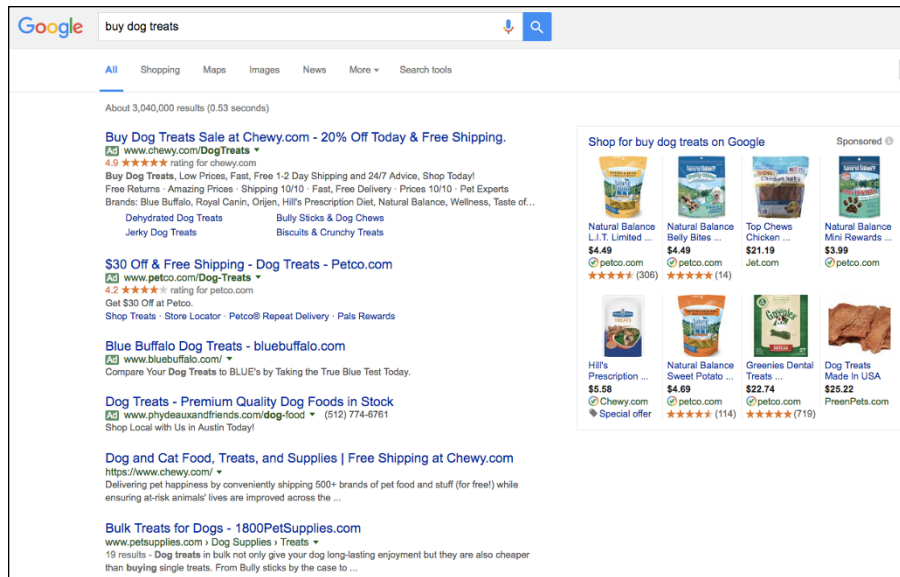 Google
buy dog treats
All Shopping Maps Images News More Search tools
About 3,040,000 results (0.53 seconds)
Buy Dog Treats Sale at Chewy.com - 20% Off Today & Free Shipping.
Ad www.chewy.com/DogTreats
4.9 ★★★★★ rating for chewy.com
Buy Dog Treats, Low Prices, Fast, Free 1-2 Day Shipping and 24/7 Advice, Shop Today!
Free Returns · Amazing Prices · Shipping 10/10 · Fast, Free Delivery · Prices 10/10 · Pet Experts
Brands: Blue Buffalo, Royal Canin, Orijen, Hill's Prescription Diet, Natural Balance, Wellness, Taste of...
Dehydrated Dog Treats Bully Sticks & Dog Chews
Jerky Dog Treats Biscuits & Crunchy Treats
$30 Off & Free Shipping - Dog Treats - Petco.com
Ad www.petco.com/Dog-Treats
4.2 ★★★★★ rating for petco.com
Get $30 Off at Petco.
Shop Treats · Store Locator · Petco® Repeat Delivery · Pals Rewards
Blue Buffalo Dog Treats - bluebuffalo.com
Ad www.bluebuffalo.com/
Compare Your Dog Treats to BLUE's by Taking the True Blue Test Today.
Dog Treats - Premium Quality Dog Foods in Stock
Ad www.phydeauxandfriends.com/dog-food (512) 774-6761
Shop Local with Us in Austin Today!
Dog and Cat Food, Treats, and Supplies | Free Shipping at Chewy.com
https://www.chewy.com/
Delivering pet happiness by conveniently shipping 500+ brands of pet food and stuff (for free!) while
ensuring at-risk animals' lives are improved across the ...
Bulk Treats for Dogs - 1800PetSupplies.com
www.petsupplies.com › Dog Supplies › Treats
19 results - Dog treats in bulk not only give your dog long-lasting enjoyment but they are also cheaper
than buying single treats. From Bully sticks by the case to ...
Shop for buy dog treats on Google Sponsored
Natural Balance L.I.T. Limited ...
$4.49
petco.com
(306)
Natural Balance Belly Bites ...
$4.49
petco.com
(14)
Top Chews Chicken ...
$21.19
Jet.com
Natural Balance Mini Rewards ...
$3.99
petco.com
Hill's Prescription ...
$5.58
Chewy.com
Special offer
Natural Balance Sweet Potato ...
$4.69
petco.com
(114)
Greenies
Greenies Dental Treats ...
$22.74
petco.com
(719)
Dog Treats Made In USA
$25.22
PreenPets.com